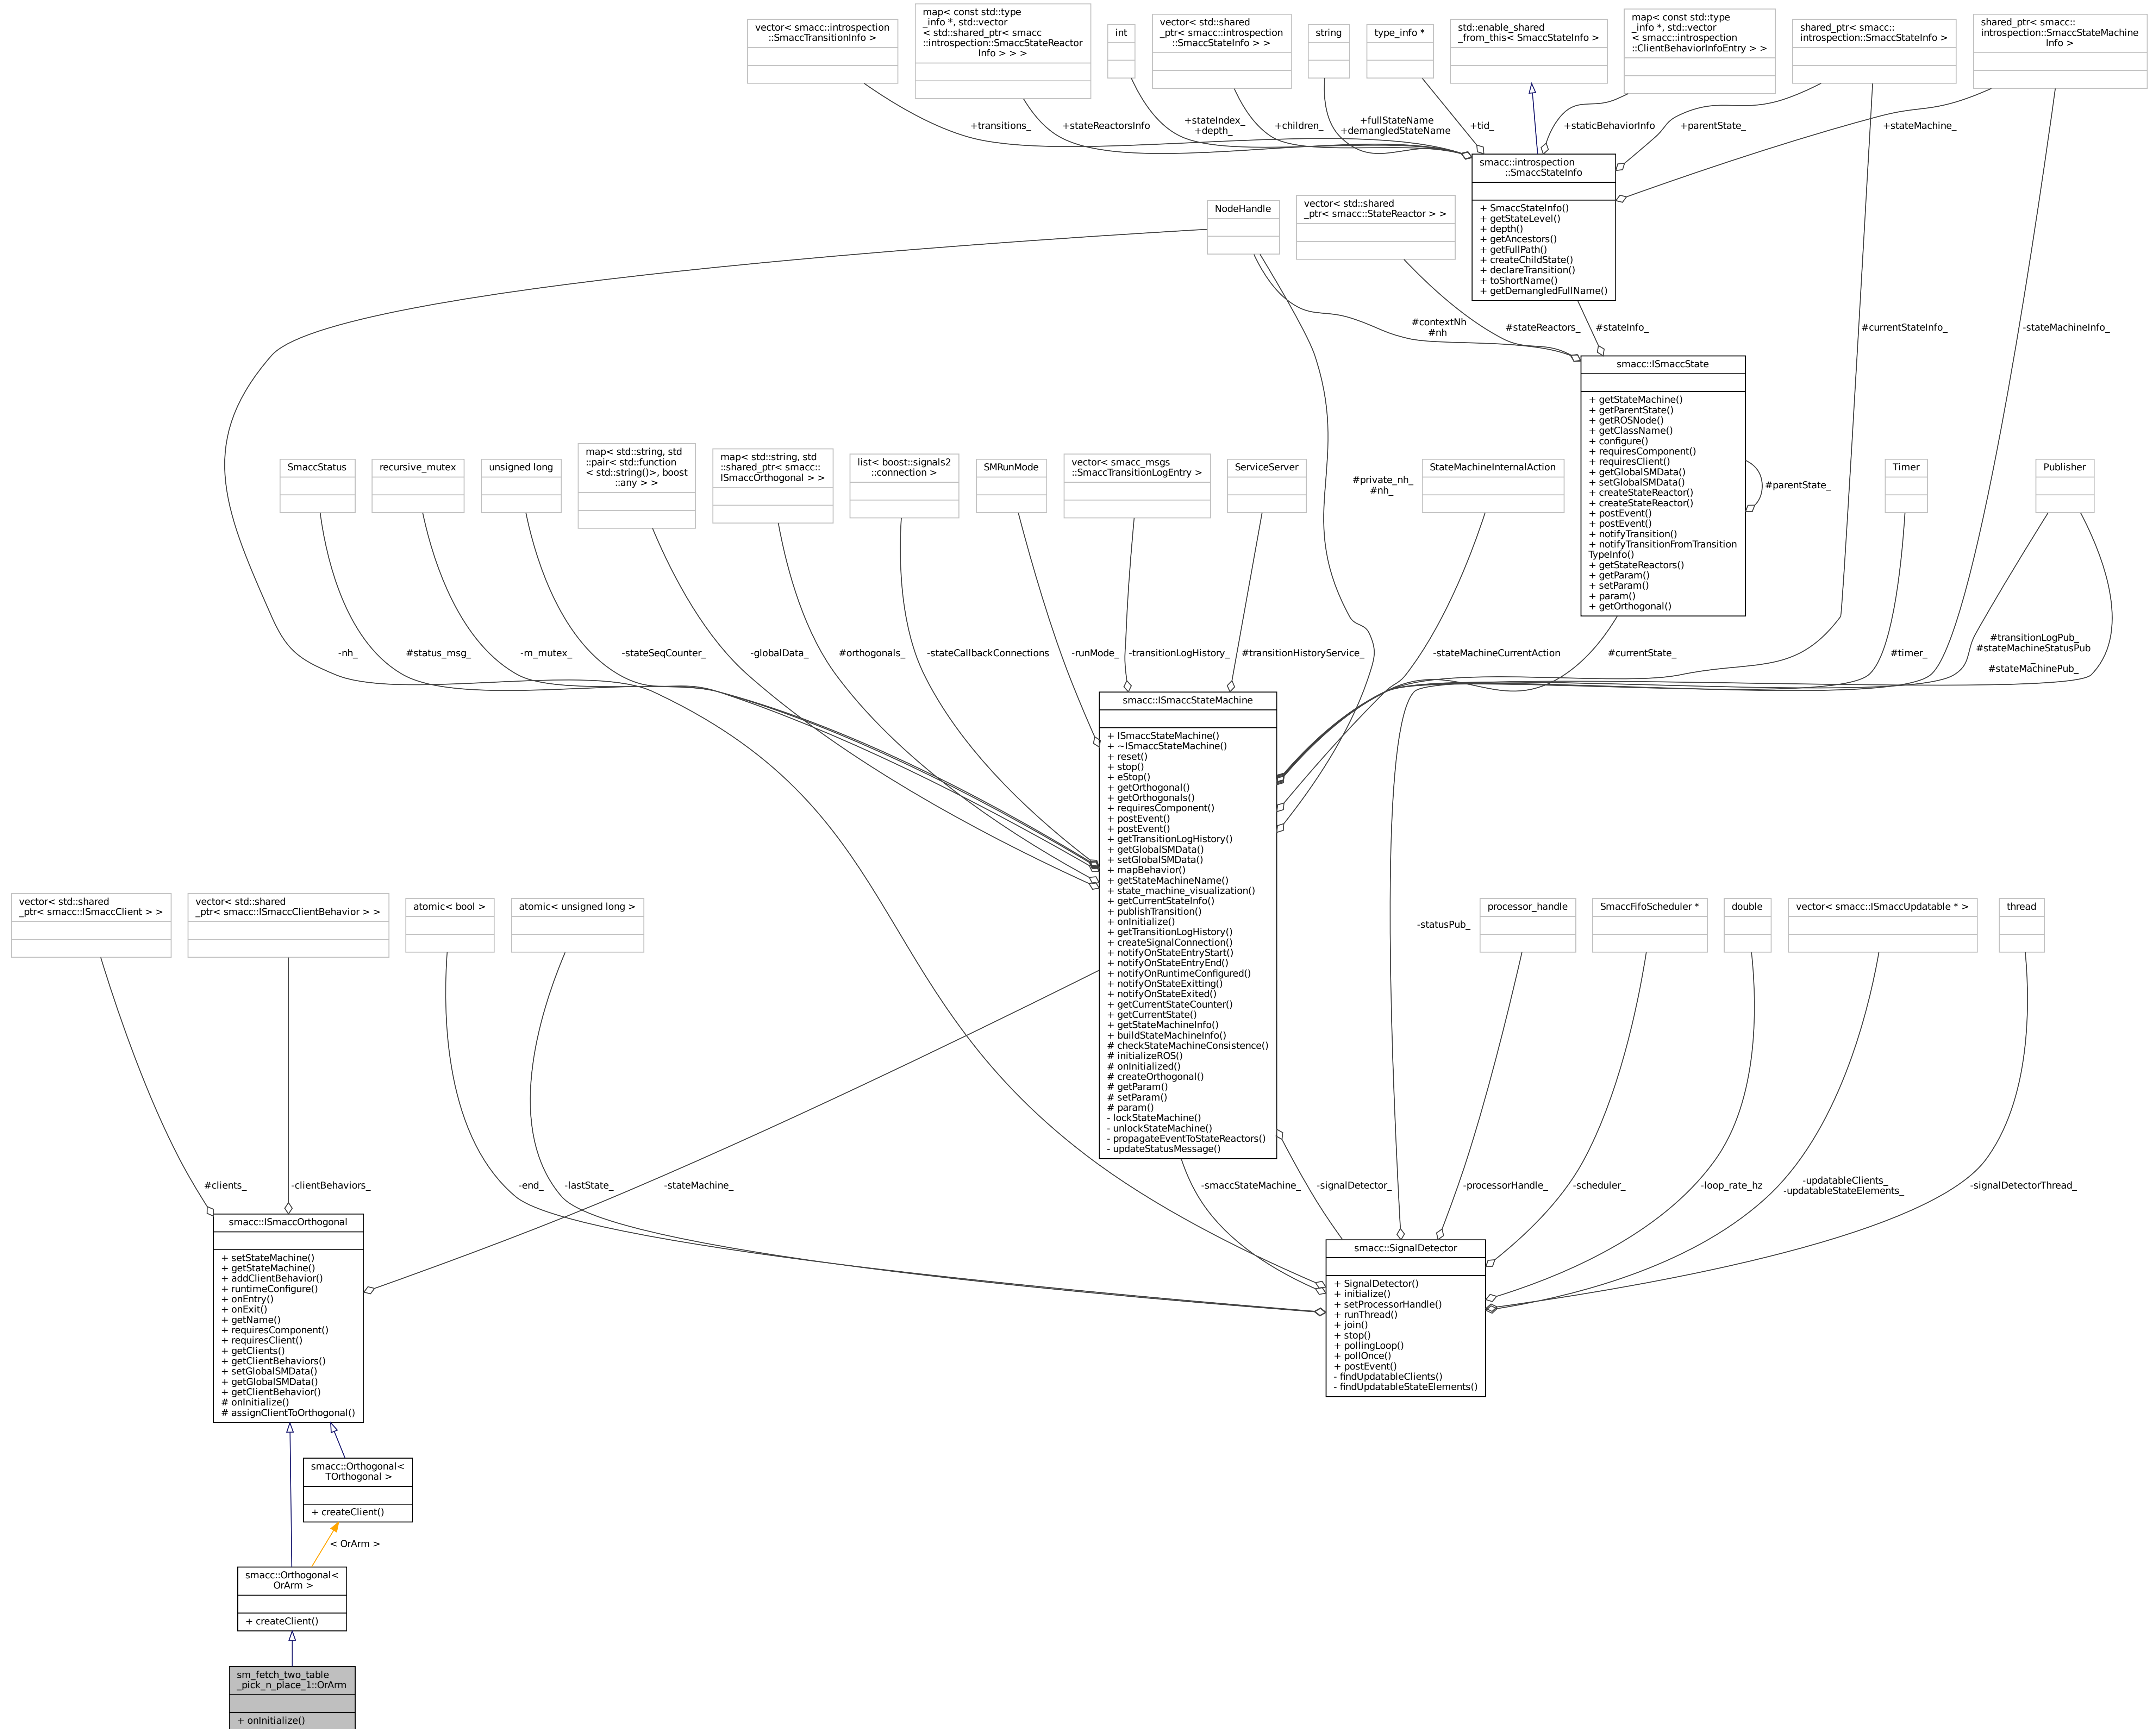 vector< smacc::introspection
::SmaccTransitionInfo >
map< const std::type
_info *, std::vector
< std::shared_ptr< smacc
::introspection::SmaccStateReactor
Info > > >
int
vector< std::shared
_ptr< smacc::introspection
::SmaccStateInfo > >
string
type_info *
std::enable_shared
_from_this< SmaccStateInfo >
map< const std::type
_info *, std::vector
< smacc::introspection
::ClientBehaviorInfoEntry > >
shared_ptr< smacc::
introspection::SmaccStateInfo >
shared_ptr< smacc::
introspection::SmaccStateMachine
Info >
+transitions_
+stateReactorsInfo
+stateIndex_
+depth_
+children_
+fullStateName
+demangledStateName
+tid_
+staticBehaviorInfo
+parentState_
+stateMachine_
smacc::introspection
::SmaccStateInfo
+ SmaccStateInfo()
+ getStateLevel()
+ depth()
+ getAncestors()
+ getFullPath()
+ createChildState()
+ declareTransition()
+ toShortName()
+ getDemangledFullName()
NodeHandle
vector< std::shared
_ptr< smacc::StateReactor > >
#contextNh
#nh
#stateReactors_
#stateInfo_
#currentStateInfo_
-stateMachineInfo_
smacc::ISmaccState
+ getStateMachine()
+ getParentState()
+ getROSNode()
+ getClassName()
+ configure()
+ requiresComponent()
+ requiresClient()
+ getGlobalSMData()
+ setGlobalSMData()
+ createStateReactor()
+ createStateReactor()
+ postEvent()
+ postEvent()
+ notifyTransition()
+ notifyTransitionFromTransition
TypeInfo()
+ getStateReactors()
+ getParam()
+ setParam()
+ param()
+ getOrthogonal()
#parentState_
SmaccStatus
recursive_mutex
unsigned long
map< std::string, std
::pair< std::function
< std::string()>, boost
::any > >
map< std::string, std
::shared_ptr< smacc::
ISmaccOrthogonal > >
list< boost::signals2
::connection >
SMRunMode
vector< smacc_msgs
::SmaccTransitionLogEntry >
ServiceServer
#private_nh_
#nh_
StateMachineInternalAction
Timer
Publisher
-nh_
#status_msg_
-m_mutex_
-stateSeqCounter_
-globalData_
#orthogonals_
-stateCallbackConnections
-runMode_
-transitionLogHistory_
#transitionHistoryService_
-stateMachineCurrentAction
#currentState_
#timer_
#transitionLogPub_
#stateMachineStatusPub
_
#stateMachinePub_
smacc::ISmaccStateMachine
+ ISmaccStateMachine()
+ ~ISmaccStateMachine()
+ reset()
+ stop()
+ eStop()
+ getOrthogonal()
+ getOrthogonals()
+ requiresComponent()
+ postEvent()
+ postEvent()
+ getTransitionLogHistory()
+ getGlobalSMData()
+ setGlobalSMData()
+ mapBehavior()
+ getStateMachineName()
+ state_machine_visualization()
+ getCurrentStateInfo()
+ publishTransition()
+ onInitialize()
+ getTransitionLogHistory()
+ createSignalConnection()
+ notifyOnStateEntryStart()
+ notifyOnStateEntryEnd()
+ notifyOnRuntimeConfigured()
+ notifyOnStateExitting()
+ notifyOnStateExited()
+ getCurrentStateCounter()
+ getCurrentState()
+ getStateMachineInfo()
+ buildStateMachineInfo()
# checkStateMachineConsistence()
# initializeROS()
# onInitialized()
# createOrthogonal()
# getParam()
# setParam()
# param()
- lockStateMachine()
- unlockStateMachine()
- propagateEventToStateReactors()
- updateStatusMessage()
vector< std::shared
_ptr< smacc::ISmaccClient > >
vector< std::shared
_ptr< smacc::ISmaccClientBehavior > >
atomic< bool >
atomic< unsigned long >
-statusPub_
processor_handle
SmaccFifoScheduler *
double
vector< smacc::ISmaccUpdatable * >
thread
#clients_
-clientBehaviors_
-end_
-lastState_
-stateMachine_
-smaccStateMachine_
-signalDetector_
-processorHandle_
-scheduler_
-loop_rate_hz
-updatableClients_
-updatableStateElements_
-signalDetectorThread_
smacc::ISmaccOrthogonal
+ setStateMachine()
+ getStateMachine()
+ addClientBehavior()
+ runtimeConfigure()
+ onEntry()
+ onExit()
+ getName()
+ requiresComponent()
+ requiresClient()
+ getClients()
+ getClientBehaviors()
+ setGlobalSMData()
+ getGlobalSMData()
+ getClientBehavior()
# onInitialize()
# assignClientToOrthogonal()
smacc::SignalDetector
+ SignalDetector()
+ initialize()
+ setProcessorHandle()
+ runThread()
+ join()
+ stop()
+ pollingLoop()
+ pollOnce()
+ postEvent()
- findUpdatableClients()
- findUpdatableStateElements()
smacc::Orthogonal<
TOrthogonal >
+ createClient()
< OrArm >
smacc::Orthogonal<
OrArm >
+ createClient()
sm_fetch_two_table
_pick_n_place_1::OrArm
+ onInitialize()